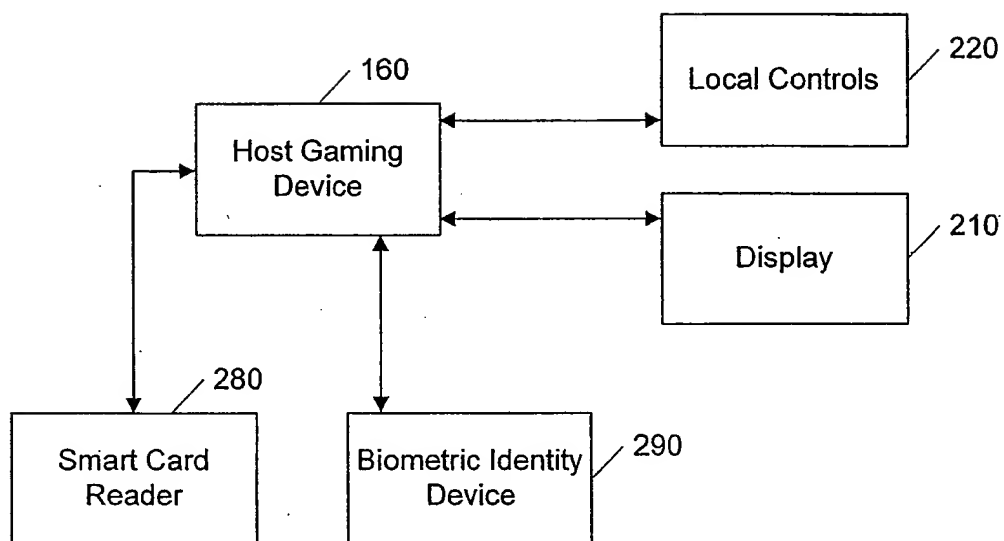 220
Local Controls
160
Host Gaming
Device
210
Display
280
Smart Card
Reader
290
Biometric Identity
Device